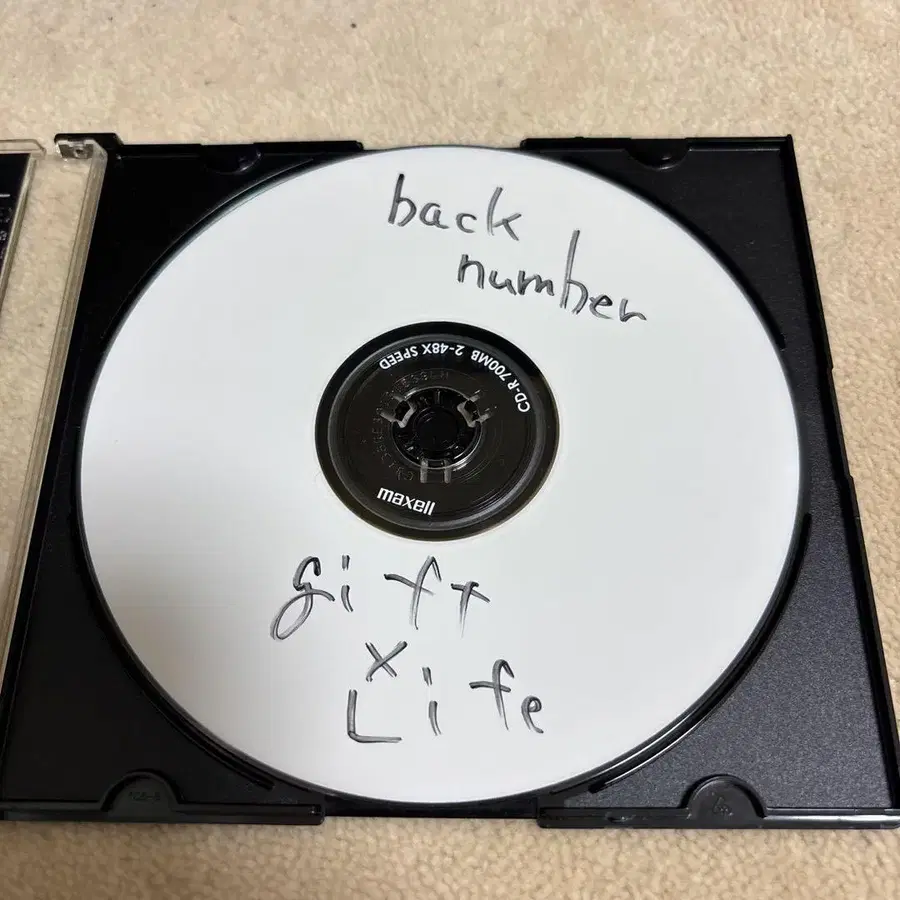 back
number
CD-R 700MB 2-48X SPEED
maxell
gift
×
Life